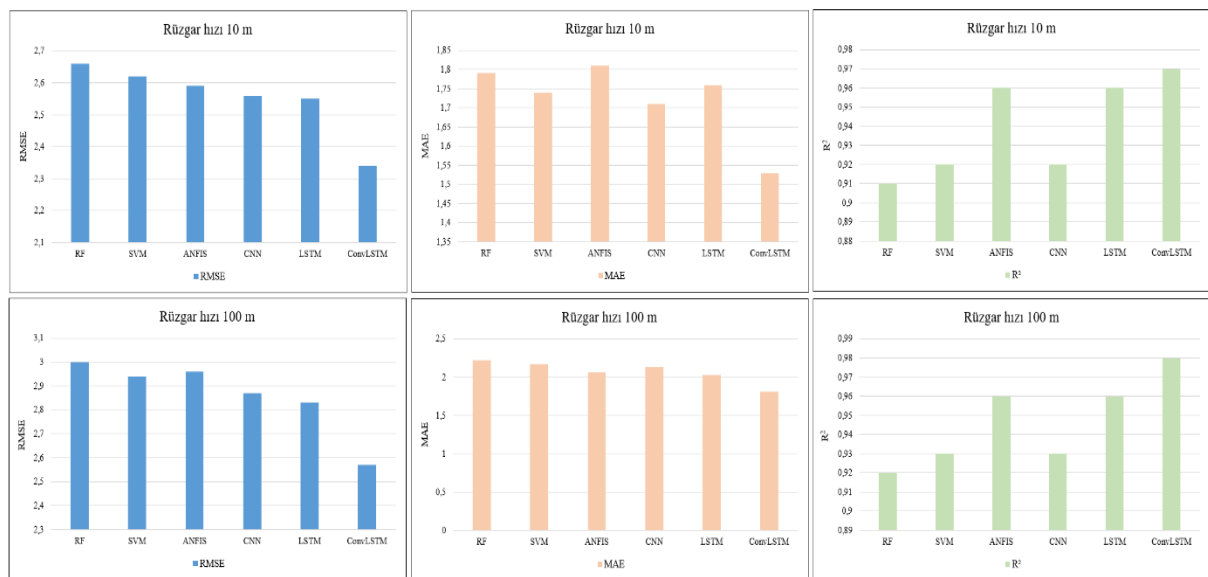 Rüzgar hızı 10 m
2,7
2,6
2,5
2,4
2,3
2,2
2,1
RMSE
RF SVM ANFIS CNN LSTM ConvLSTM
RMSE
Rüzgar hızı 10 m
1,85
1,8
1,75
1,7
1,65
1,6
1,55
1,5
1,45
1,4
1,35
MAE
RF SVM ANFIS CNN LSTM ConvLSTM
MAE
Rüzgar hızı 10 m
0,98
0,97
0,96
0,95
0,94
0,93
0,92
0,91
0,9
0,89
0,88
R²
RF SVM ANFIS CNN LSTM ConvLSTM
R²
Rüzgar hızı 100 m
3,1
3
2,9
2,8
2,7
2,6
2,5
2,4
2,3
RMSE
RF SVM ANFIS CNN LSTM ConvLSTM
RMSE
Rüzgar hızı 100 m
2,5
2
1,5
1
0,5
0
MAE
RF SVM ANFIS CNN LSTM ConvLSTM
MAE
Rüzgar hızı 100 m
0,99
0,98
0,97
0,96
0,95
0,94
0,93
0,92
0,91
0,9
0,89
R²
RF SVM ANFIS CNN LSTM ConvLSTM
R²